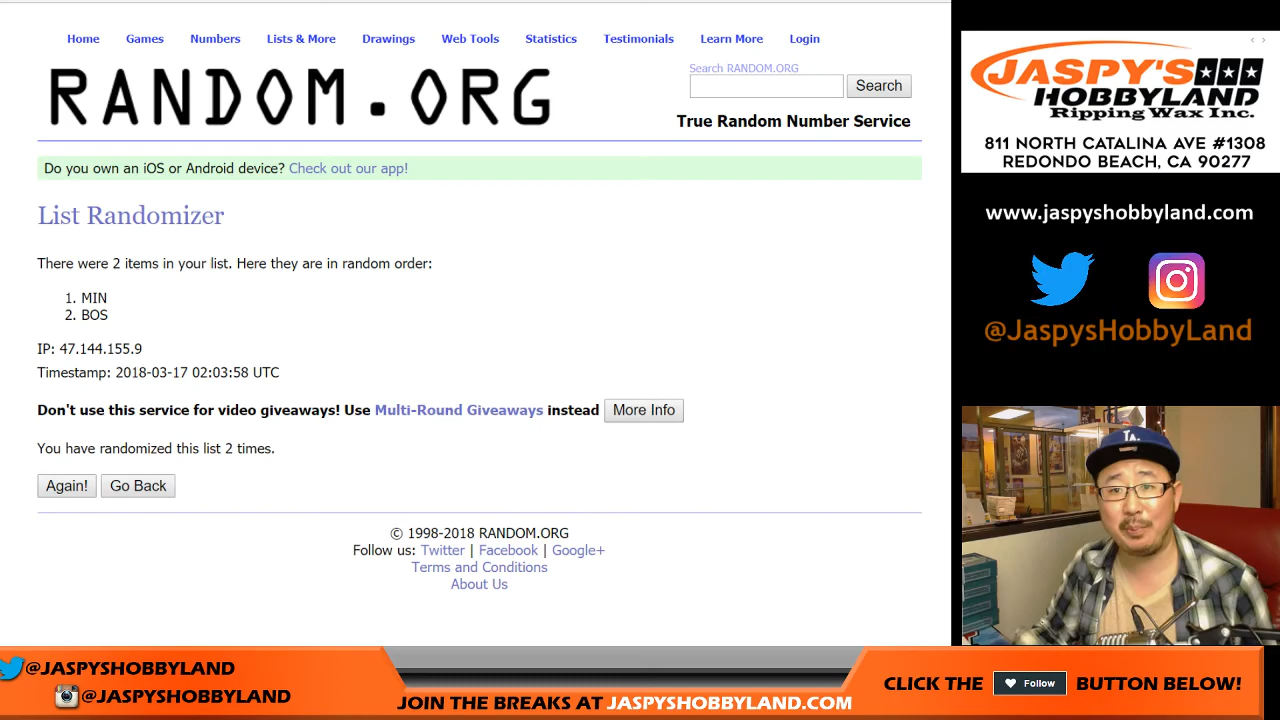 Home Games Numbers Lists & More Drawings Web Tools Statistics Testimonials Learn More Login
RANDOM.ORG
Search RANDOM.ORG
Search
True Random Number Service
Do you own an iOS or Android device? Check out our app!
List Randomizer
There were 2 items in your list. Here they are in random order:
1. MIN
2. BOS
IP: 47.144.155.9
Timestamp: 2018-03-17 02:03:58 UTC
Don't use this service for video giveaways! Use Multi-Round Giveaways instead More Info
You have randomized this list 2 times.
Again! Go Back
© 1998-2018 RANDOM.ORG
Follow us: Twitter | Facebook | Google+
Terms and Conditions
About Us
JASPY'S
HOBBYLAND
Ripping Wax Inc.
811 NORTH CATALINA AVE #1308
REDONDO BEACH, CA 90277
www.jaspyshobbyland.com
@JaspysHobbyLand
LA
@JASPYSHOBBYLAND
@JASPYSHOBBYLAND
JOIN THE BREAKS AT JASPYSHOBBYLAND.COM
CLICK THE Follow BUTTON BELOW!